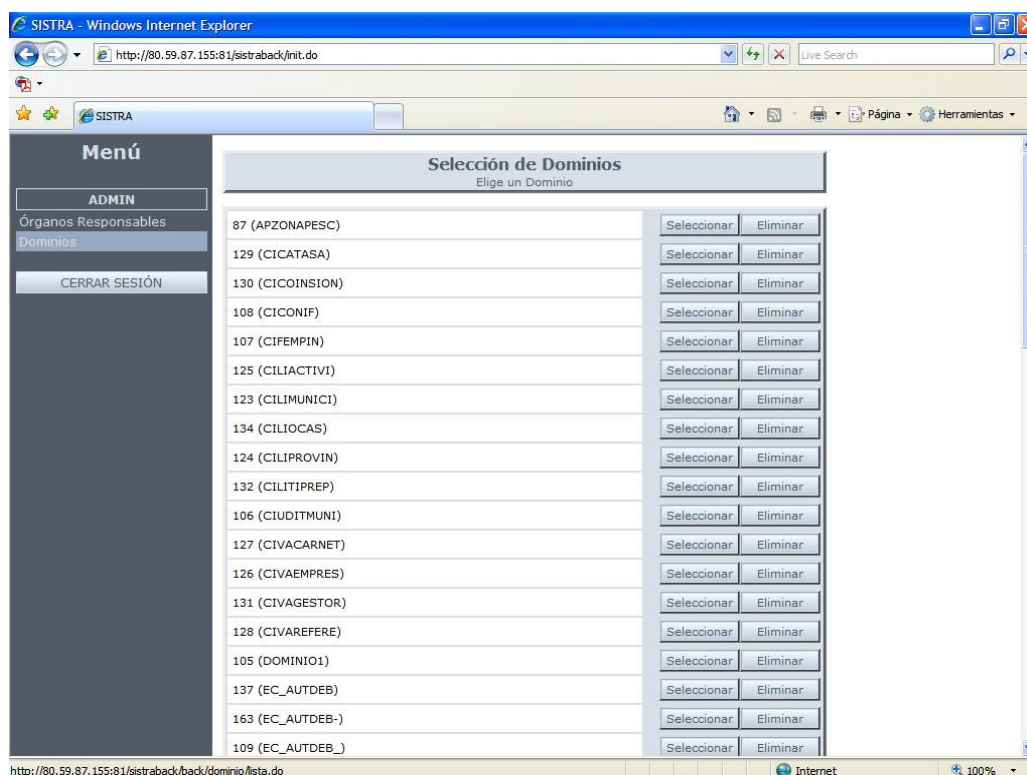 SISTRA - Windows Internet Explorer
http://80.59.87.155:81/sistraback/init.do
Live Search
SISTRA
Página
Herramientas
Menú
ADMIN
Órganos Responsables
Dominios
CERRAR SESIÓN
Selección de Dominios
Elige un Dominio
87 (APZONAPESC) Seleccionar Eliminar
129 (CICATASA) Seleccionar Eliminar
130 (CICOINSION) Seleccionar Eliminar
108 (CICONIF) Seleccionar Eliminar
107 (CIFEMPIN) Seleccionar Eliminar
125 (CILIACTIVI) Seleccionar Eliminar
123 (CILIMUNICI) Seleccionar Eliminar
134 (CILIOCAS) Seleccionar Eliminar
124 (CILIPROVIN) Seleccionar Eliminar
132 (CILITIPREP) Seleccionar Eliminar
106 (CIUDITMUNI) Seleccionar Eliminar
127 (CIVACARNET) Seleccionar Eliminar
126 (CIVAEMPRES) Seleccionar Eliminar
131 (CIVAGESTOR) Seleccionar Eliminar
128 (CIVAREFERE) Seleccionar Eliminar
105 (DOMINIO1) Seleccionar Eliminar
137 (EC_AUTDEB) Seleccionar Eliminar
163 (EC_AUTDEB-) Seleccionar Eliminar
109 (EC_AUTDEB_) Seleccionar Eliminar
http://80.59.87.155:81/sistraback/back/dominio/lista.do
Internet
100%